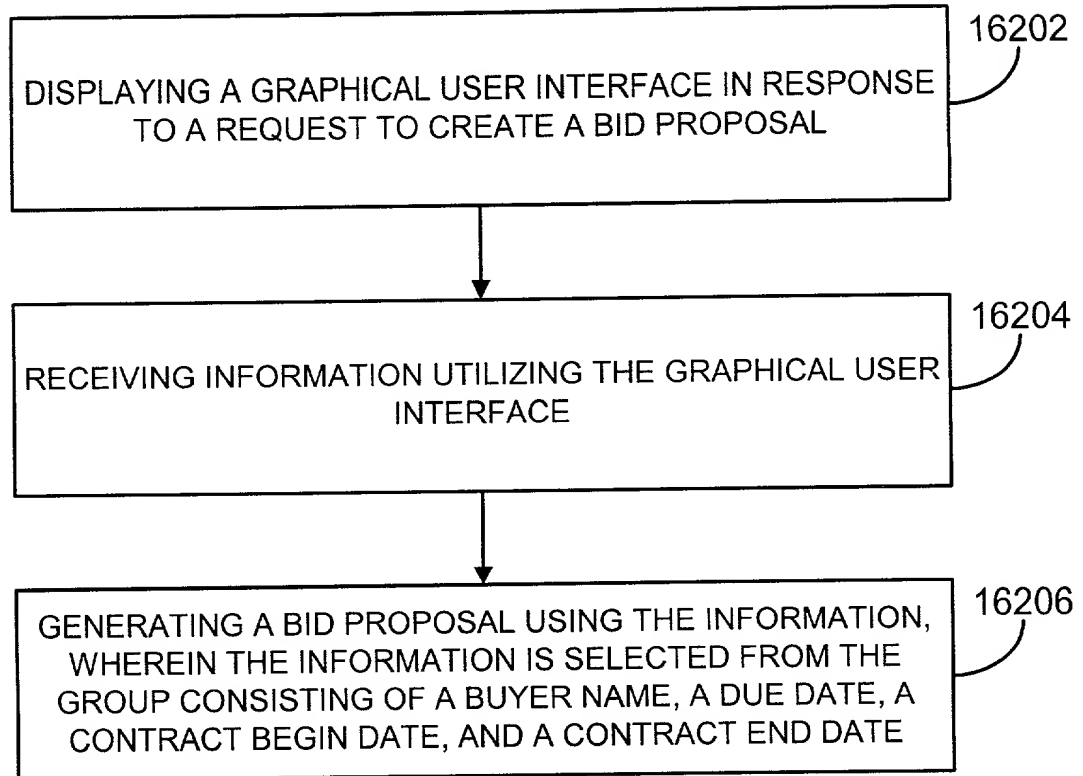 16202
DISPLAYING A GRAPHICAL USER INTERFACE IN RESPONSE
TO A REQUEST TO CREATE A BID PROPOSAL
16204
RECEIVING INFORMATION UTILIZING THE GRAPHICAL USER
INTERFACE
16206
GENERATING A BID PROPOSAL USING THE INFORMATION,
WHEREIN THE INFORMATION IS SELECTED FROM THE
GROUP CONSISTING OF A BUYER NAME, A DUE DATE, A
CONTRACT BEGIN DATE, AND A CONTRACT END DATE